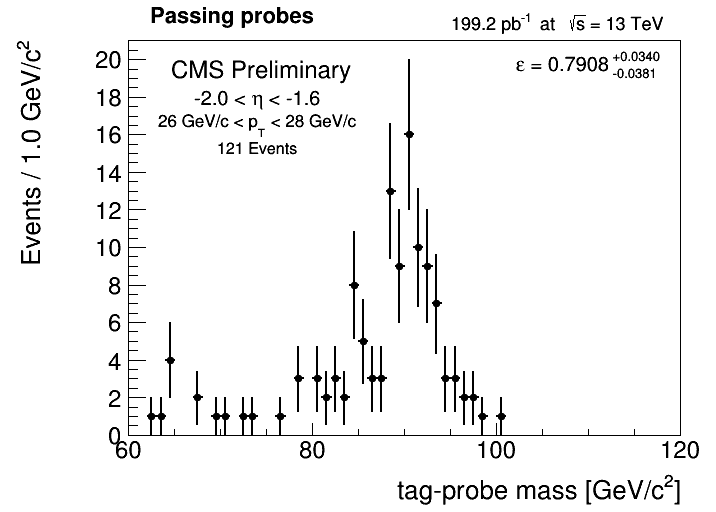 Passing probes
199.2 pb⁻¹ at √s = 13 TeV
CMS Preliminary
ε = 0.7908 +0.0340 -0.0381
-2.0 < η < -1.6
26 GeV/c < p_T < 28 GeV/c
121 Events
Events / 1.0 GeV/c²
20
18
16
14
12
10
8
6
4
2
0
60 80 100 120
tag-probe mass [GeV/c²]